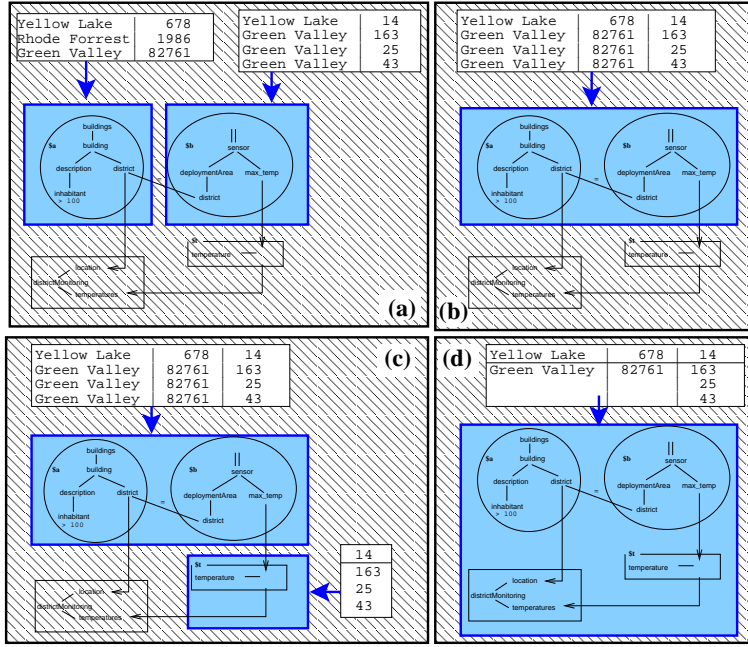 Yellow Lake 678
Rhode Forrest 1986
Green Valley 82761
Yellow Lake 14
Green Valley 163
Green Valley 25
Green Valley 43
buildings
$a building
description district
inhabitant
> 100
=
$b sensor
deploymentArea max_temp
district
$t
temperature
location
districtMonitoring
temperatures
(a)
Yellow Lake 678 14
Green Valley 82761 163
Green Valley 82761 25
Green Valley 82761 43
buildings
$a building
description district
inhabitant
> 100
=
$b sensor
deploymentArea max_temp
district
$t
temperature
location
districtMonitoring
temperatures
(b)
Yellow Lake 678 14
Green Valley 82761 163
Green Valley 82761 25
Green Valley 82761 43
(c)
buildings
$a building
description district
inhabitant
> 100
=
$b sensor
deploymentArea max_temp
district
$t
temperature
location
districtMonitoring
temperatures
14
163
25
43
(d)
Yellow Lake 678 14
Green Valley 82761 163
25
43
buildings
$a building
description district
inhabitant
> 100
=
$b sensor
deploymentArea max_temp
district
$t
temperature
location
districtMonitoring
temperatures